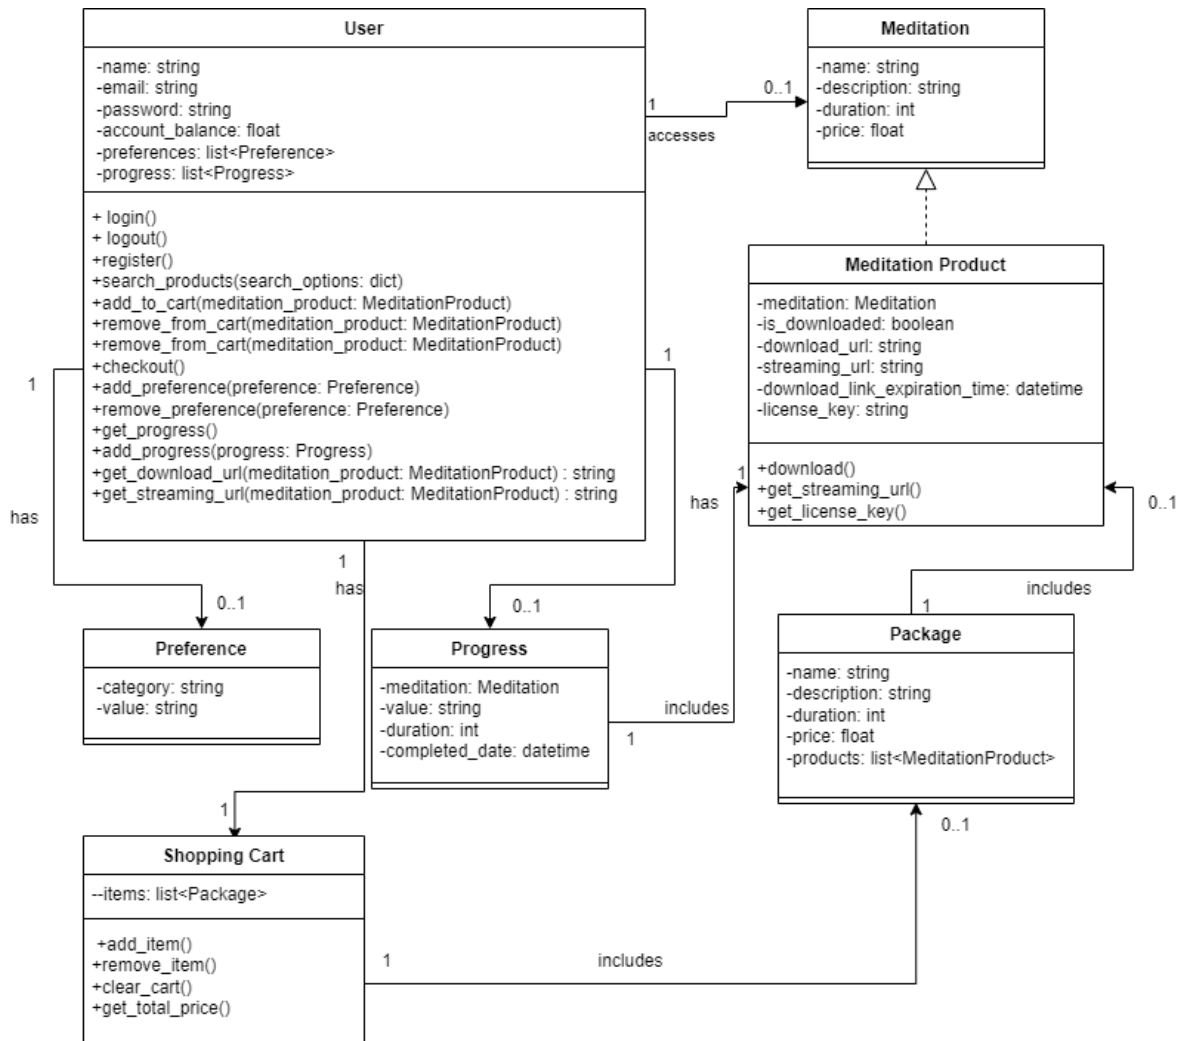 User
-name: string
-email: string
-password: string
-account_balance: float
-preferences: list<Preference>
-progress: list<Progress>
+ login()
+ logout()
+register()
+search_products(search_options: dict)
+add_to_cart(meditation_product: MeditationProduct)
+remove_from_cart(meditation_product: MeditationProduct)
+remove_from_cart(meditation_product: MeditationProduct)
+checkout()
+add_preference(preference: Preference)
+remove_preference(preference: Preference)
+get_progress()
+add_progress(progress: Progress)
+get_download_url(meditation_product: MeditationProduct) : string
+get_streaming_url(meditation_product: MeditationProduct) : string
1
accesses
0..1
Meditation
-name: string
-description: string
-duration: int
-price: float
Meditation Product
-meditation: Meditation
-is_downloaded: boolean
-download_url: string
-streaming_url: string
-download_link_expiration_time: datetime
-license_key: string
+download()
+get_streaming_url()
+get_license_key()
1
has
0..1
1
has
0..1
1
has
1
Preference
-category: string
-value: string
Progress
-meditation: Meditation
-value: string
-duration: int
-completed_date: datetime
1
includes
1
Package
-name: string
-description: string
-duration: int
-price: float
-products: list<MeditationProduct>
1
includes
0..1
Shopping Cart
--items: list<Package>
+add_item()
+remove_item()
+clear_cart()
+get_total_price()
1
includes
0..1